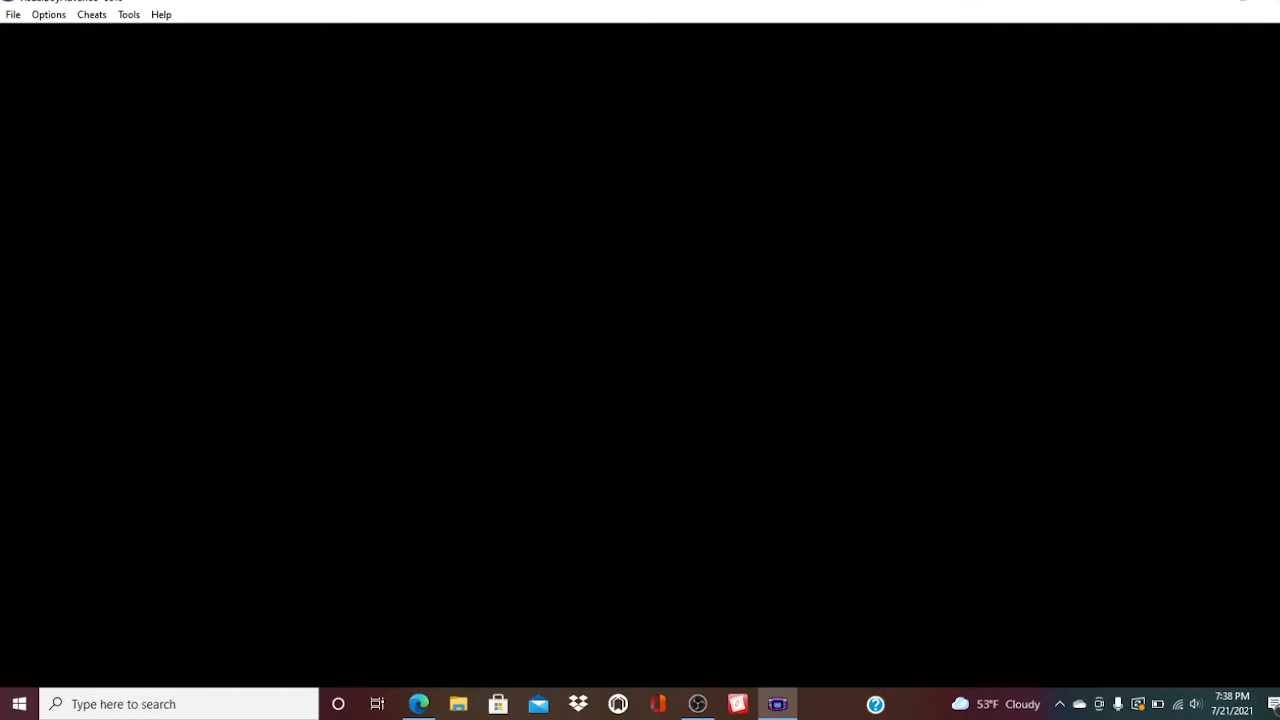 File Options Cheats Tools Help
Type here to search
53°F Cloudy
7:38 PM
7/21/2021